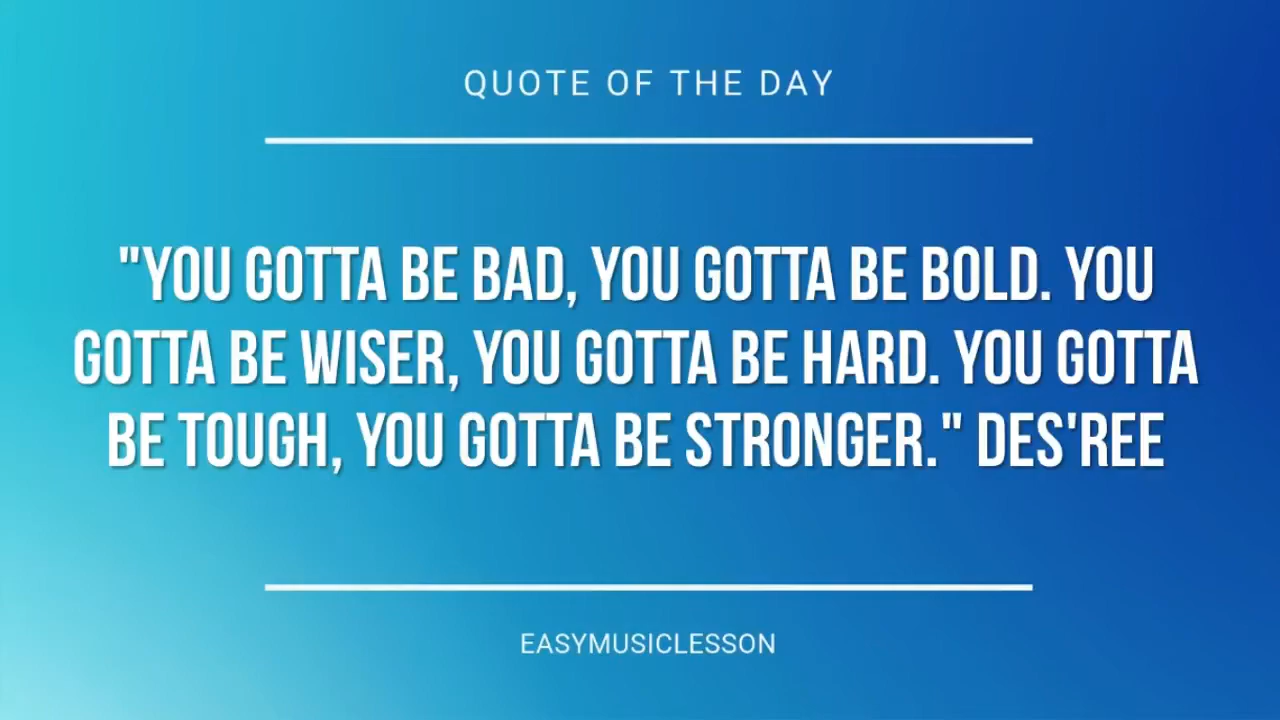 QUOTE OF THE DAY
"YOU GOTTA BE BAD, YOU GOTTA BE BOLD. YOU
GOTTA BE WISER, YOU GOTTA BE HARD. YOU GOTTA
BE TOUGH, YOU GOTTA BE STRONGER." DES'REE
EASYMUSICLESSON